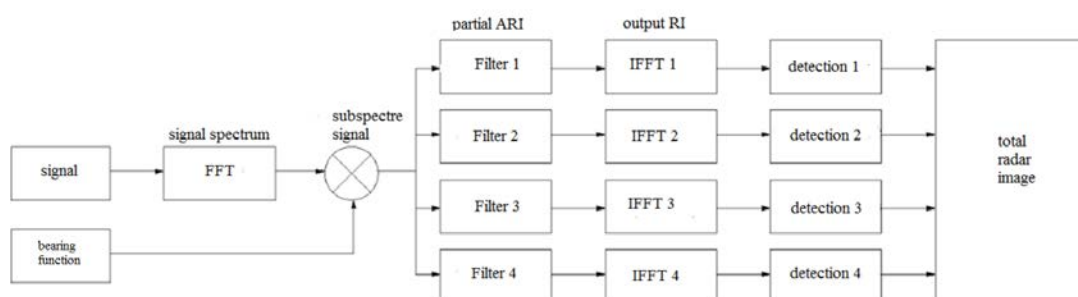 partial ARI
output RI
Filter 1
IFFT 1
detection 1
subspectre
signal
signal spectrum
Filter 2
IFFT 2
detection 2
total
radar
image
signal
FFT
Filter 3
IFFT 3
detection 3
bearing
function
Filter 4
IFFT 4
detection 4